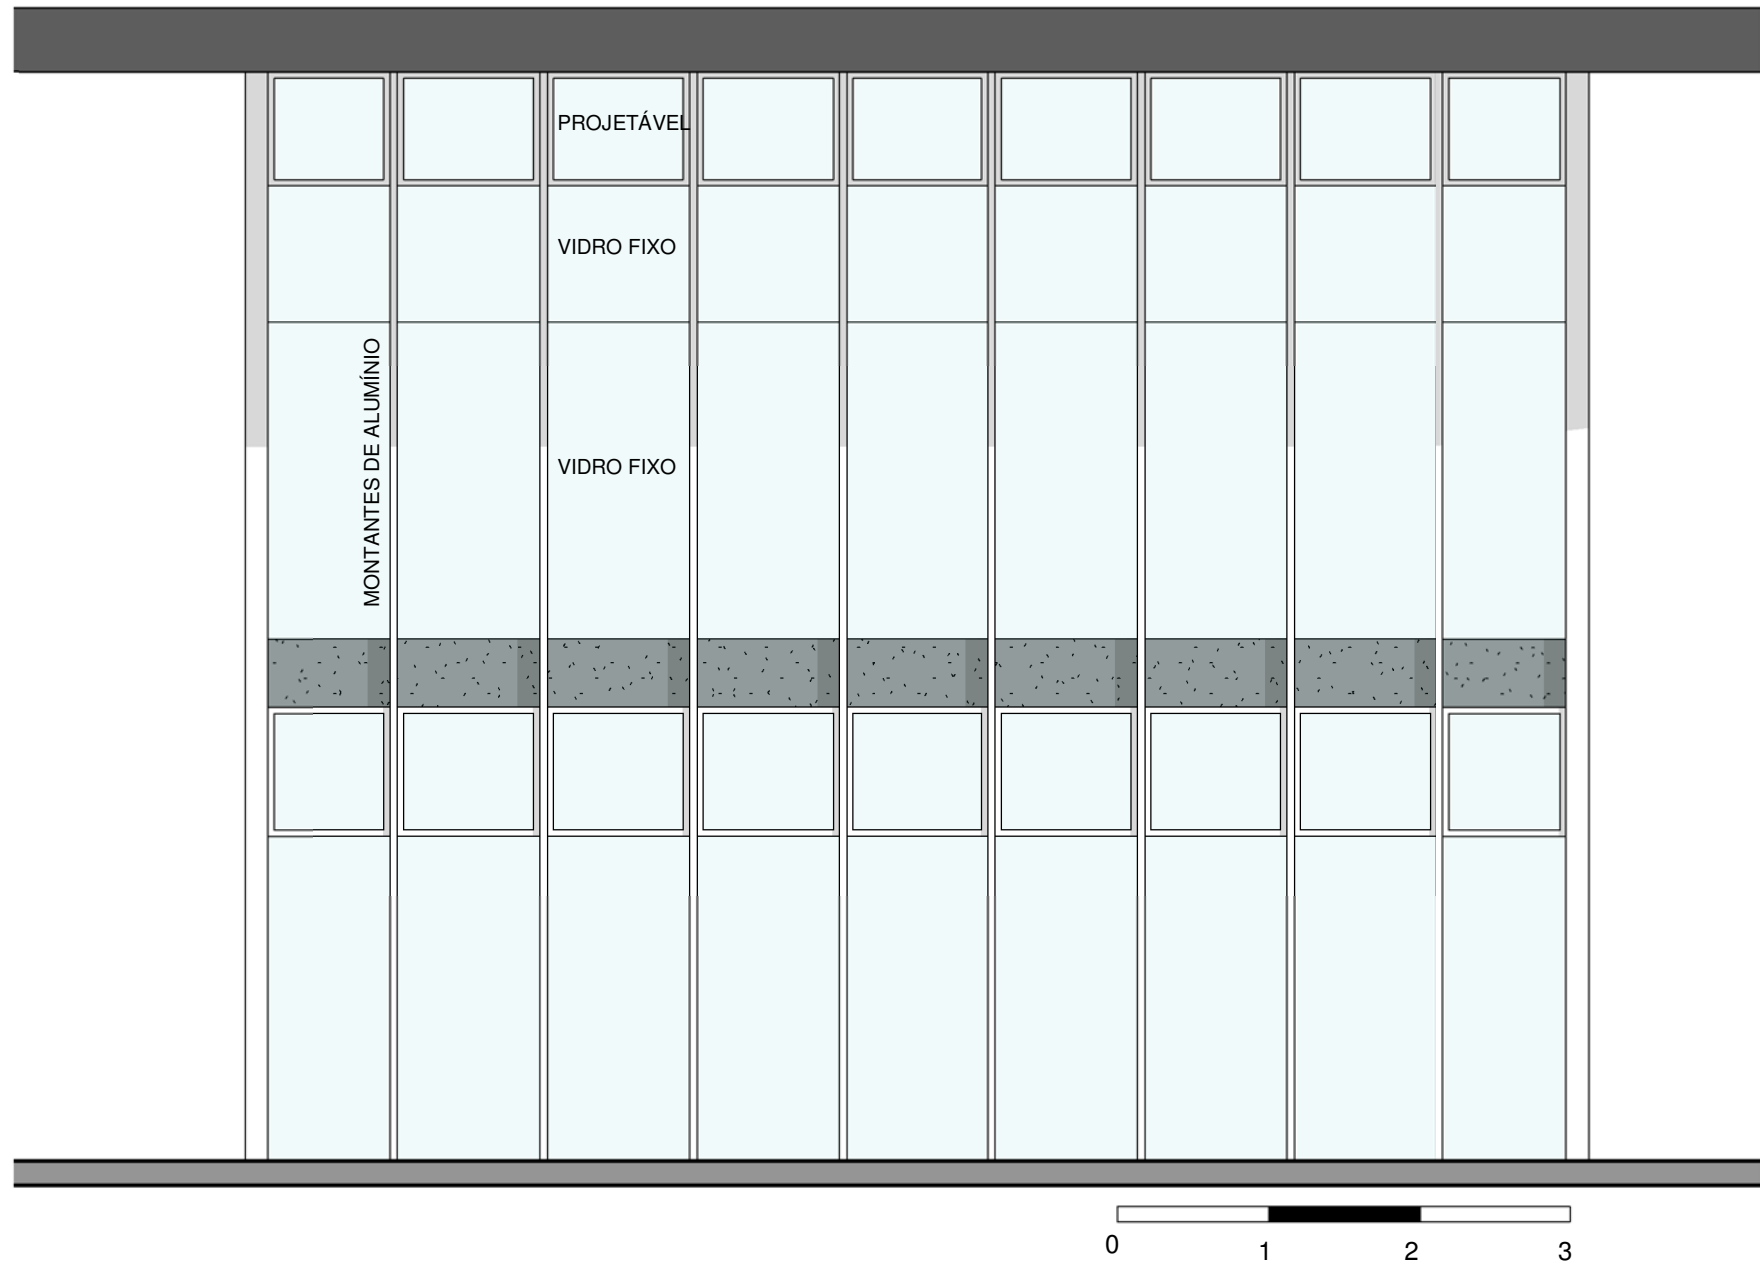 PROJETÁVEL
VIDRO FIXO
MONTANTES DE ALUMÍNIO
VIDRO FIXO
0 1 2 3